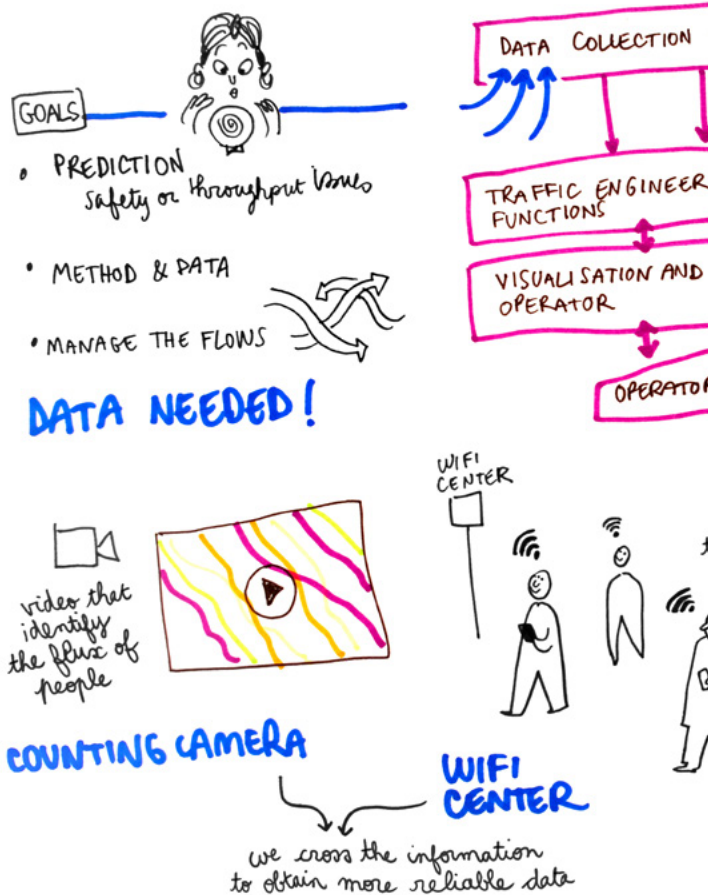 GOALS
• PREDICTION
safety or throughput issues
• METHOD & DATA
• MANAGE THE FLOWS
DATA NEEDED!
DATA COLLECTION
TRAFFIC ENGINEER
FUNCTIONS
VISUALISATION AND
OPERATOR
OPERATOR
video that
identify
the flux of
people
COUNTING CAMERA
WIFI
CENTER
WIFI
CENTER
we cross the information
to obtain more reliable data